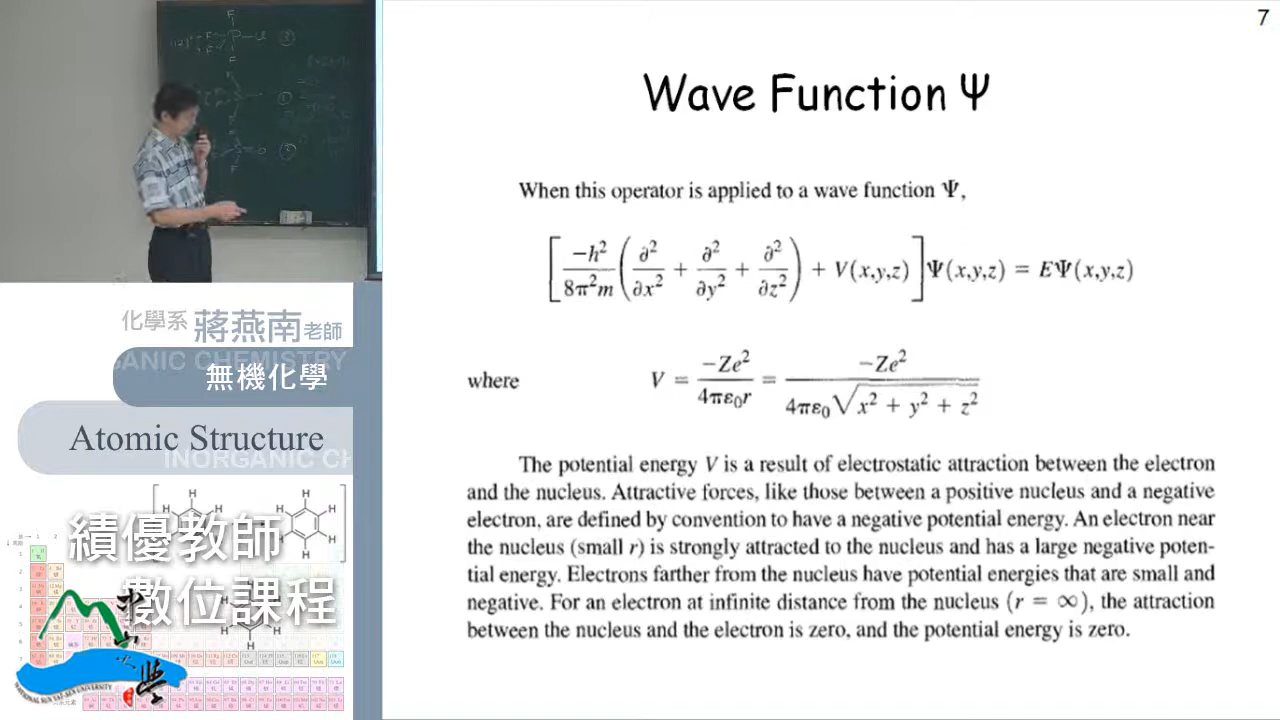 7
Wave Function Ψ
When this operator is applied to a wave function Ψ,
[ -h²/8π²m ( ∂²/∂x² + ∂²/∂y² + ∂²/∂z² ) + V(x,y,z) ] Ψ(x,y,z) = EΨ(x,y,z)
where V = -Ze²/4πε₀r = -Ze²/4πε₀√x² + y² + z²
The potential energy V is a result of electrostatic attraction between the electron
and the nucleus. Attractive forces, like those between a positive nucleus and a negative
electron, are defined by convention to have a negative potential energy. An electron near
the nucleus (small r) is strongly attracted to the nucleus and has a large negative poten-
tial energy. Electrons farther from the nucleus have potential energies that are small and
negative. For an electron at infinite distance from the nucleus (r = ∞), the attraction
between the nucleus and the electron is zero, and the potential energy is zero.
化學系 蔣燕南老師
GANIC CHEMISTRY
無機化學
Atomic Structure
INORGANIC CH
績優教師
數位課程